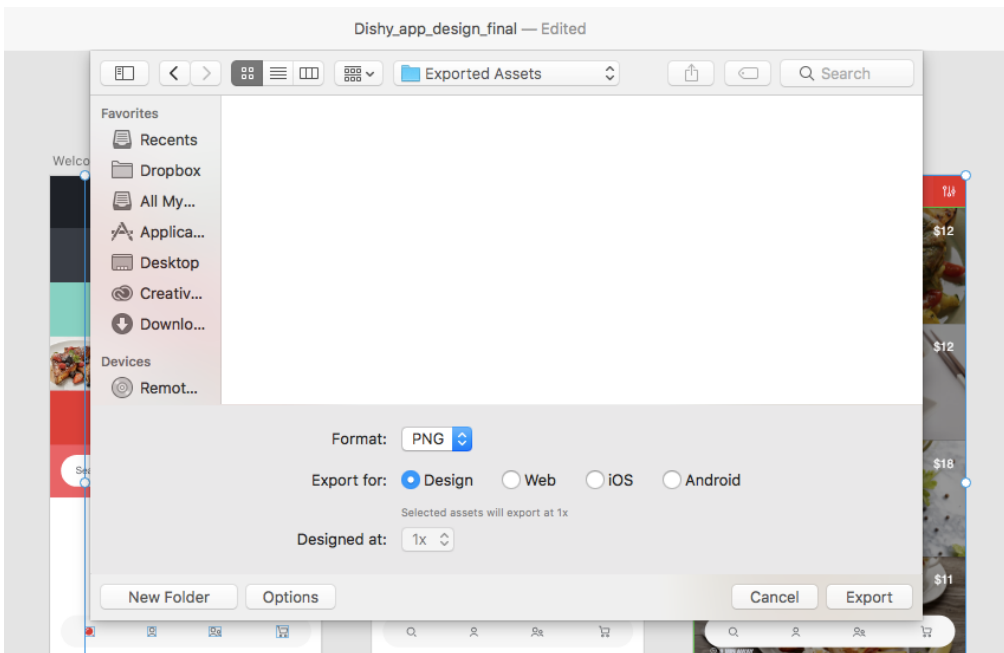 Dishy_app_design_final — Edited
Exported Assets
Search
Favorites
Recents
Dropbox
All My...
Applica...
Desktop
Creativ...
Downlo...
Devices
Remot...
Welco
$12
$12
$18
$11
Format: PNG
Export for: Design Web iOS Android
Selected assets will export at 1x
Designed at: 1x
New Folder Options Cancel Export